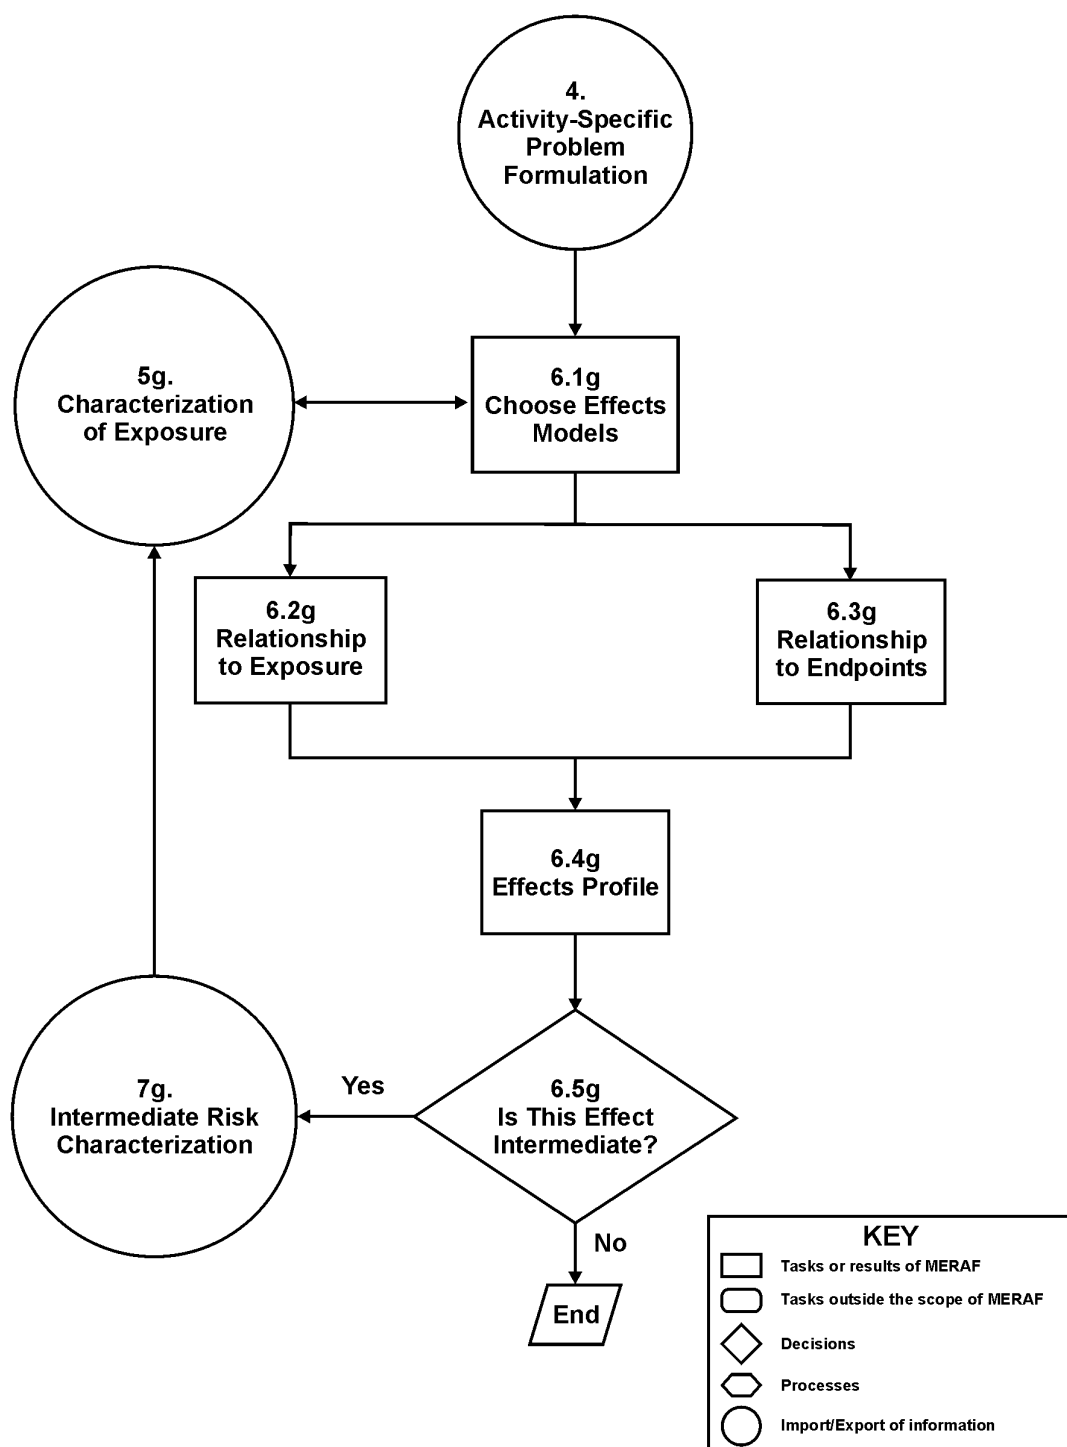 4.
Activity-Specific
Problem
Formulation
5g.
Characterization
of Exposure
6.1g
Choose Effects
Models
6.2g
Relationship
to Exposure
6.3g
Relationship
to Endpoints
6.4g
Effects Profile
7g.
Intermediate Risk
Characterization
Yes
6.5g
Is This Effect
Intermediate?
No
End
KEY
Tasks or results of MERAF
Tasks outside the scope of MERAF
Decisions
Processes
Import/Export of information